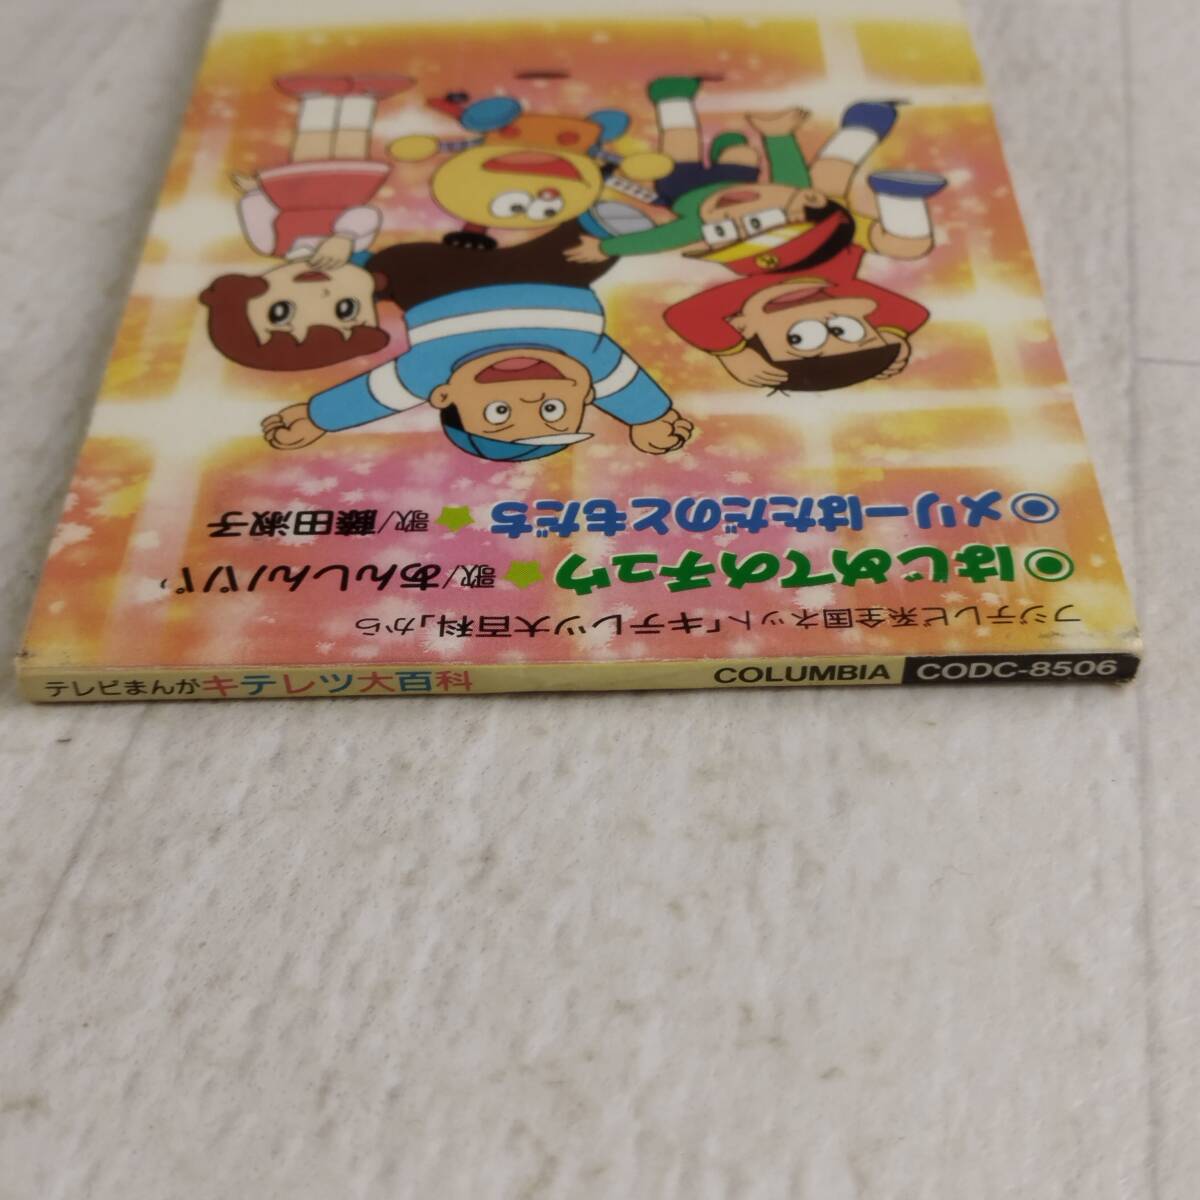 フジテレビ系全国ネット「キテレツ大百科」から
◉はじめてのチュウ★歌/あんしんパパ
◉メリーはただのともだち★歌/藤田淑子
テレビまんがキテレツ大百科 COLUMBIA CODC-8506